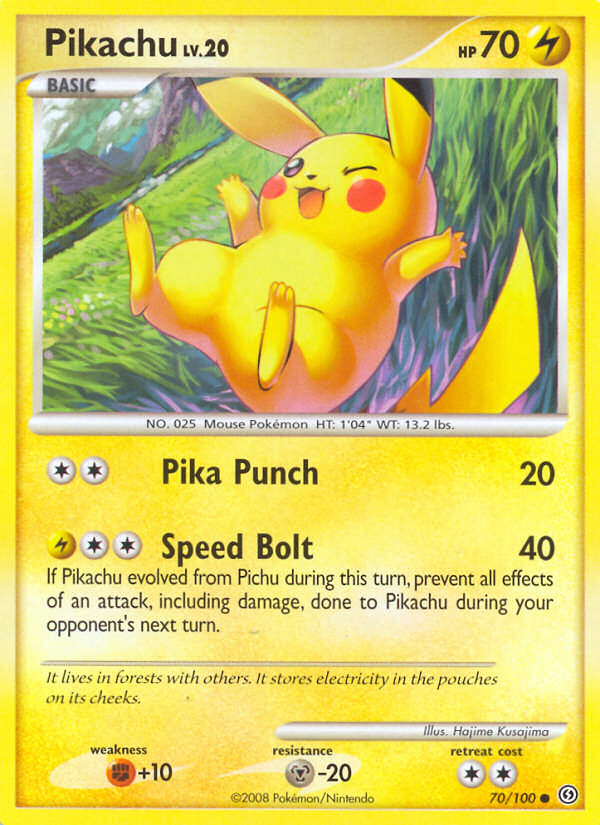 Pikachu LV.20 HP 70
BASIC
NO. 025 Mouse Pokémon HT: 1'04" WT: 13.2 lbs.
Pika Punch 20
Speed Bolt 40
If Pikachu evolved from Pichu during this turn, prevent all effects
of an attack, including damage, done to Pikachu during your
opponent's next turn.
It lives in forests with others. It stores electricity in the pouches
on its cheeks.
Illus. Hajime Kusajima
weakness resistance retreat cost
+10 -20
©2008 Pokémon/Nintendo 70/100